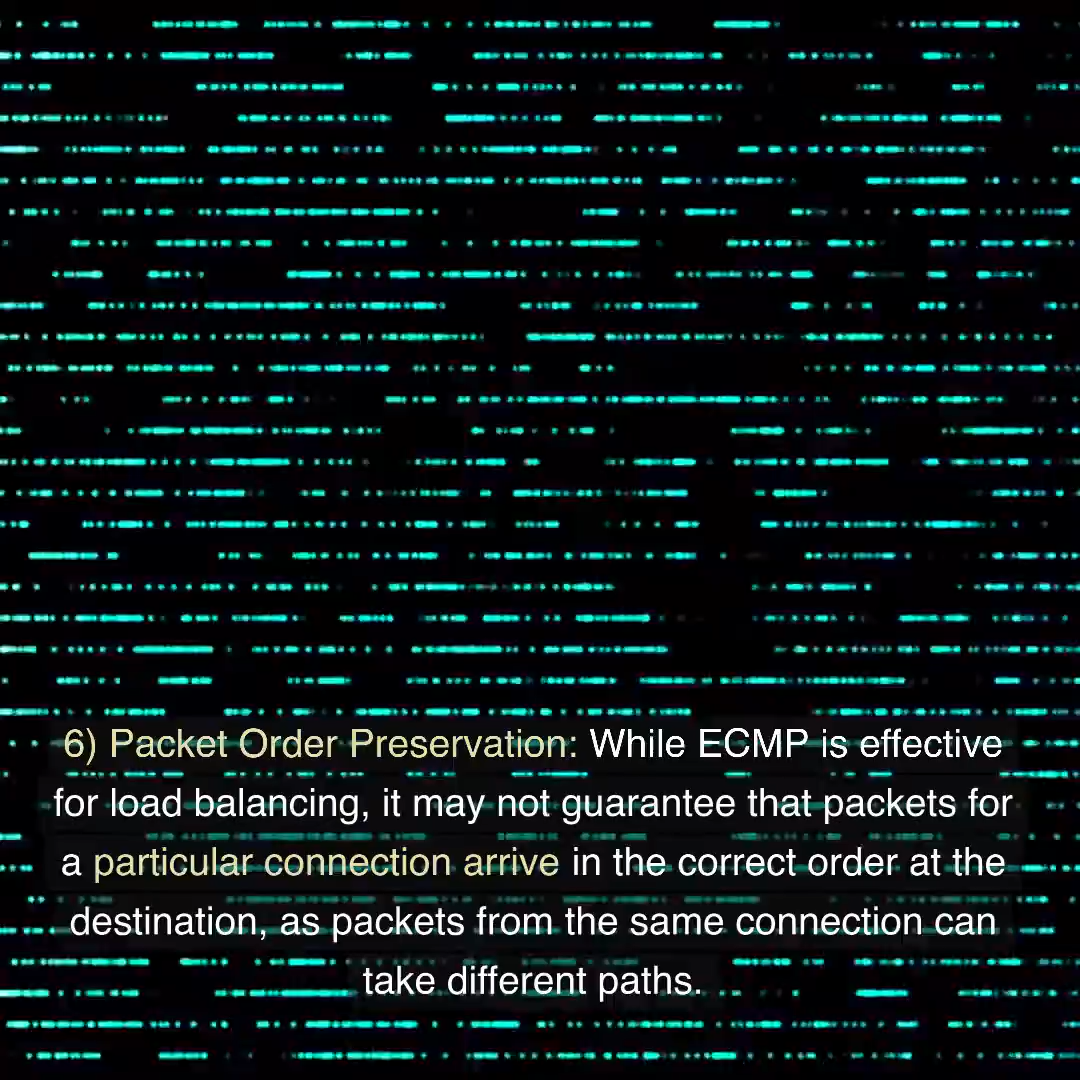 6) Packet Order Preservation: While ECMP is effective
for load balancing, it may not guarantee that packets for
a particular connection arrive in the correct order at the
destination, as packets from the same connection can
take different paths.